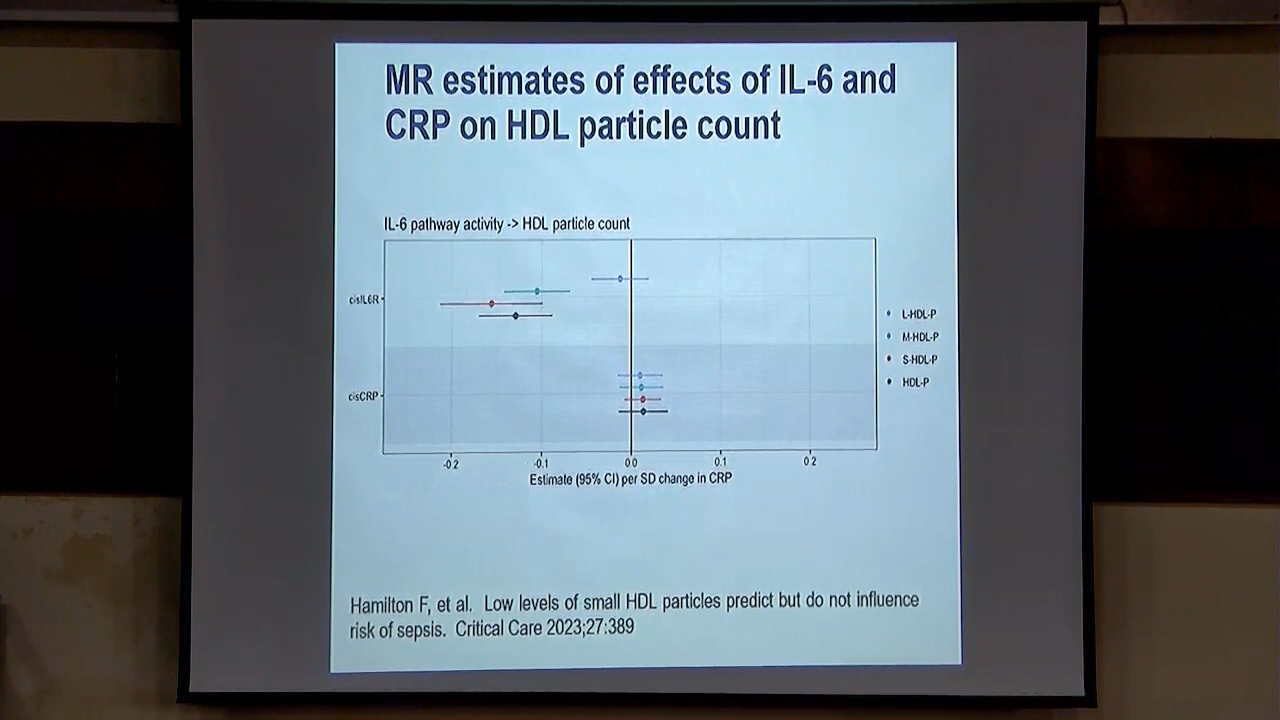 MR estimates of effects of IL-6 and
CRP on HDL particle count
IL-6 pathway activity -> HDL particle count
cisIL6R
cisCRP
L-HDL-P
M-HDL-P
S-HDL-P
HDL-P
-0.2 -0.1 0.0 0.1 0.2
Estimate (95% CI) per SD change in CRP
Hamilton F, et al. Low levels of small HDL particles predict but do not influence
risk of sepsis. Critical Care 2023;27:389